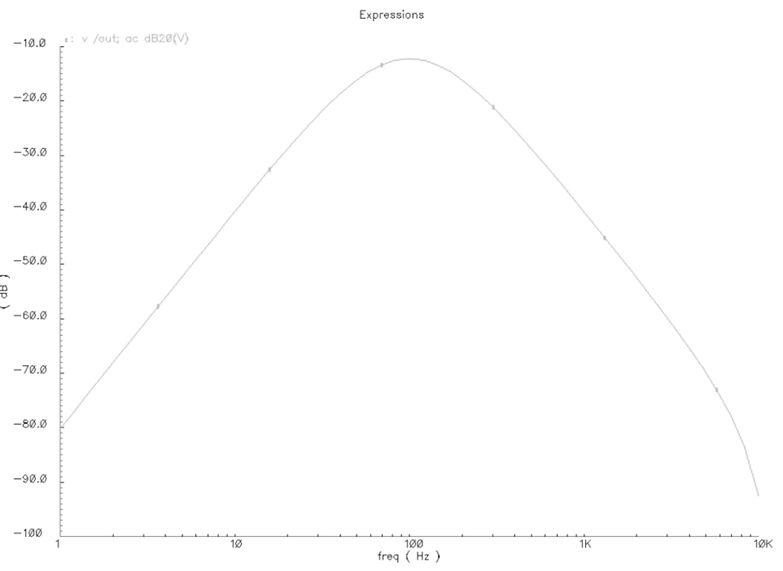 Expressions
: v /out; ac dB20(V)
-10.0
-20.0
-30.0
-40.0
-50.0
( dB )
-60.0
-70.0
-80.0
-90.0
-100
1 10 100 1K 10K
freq ( Hz )